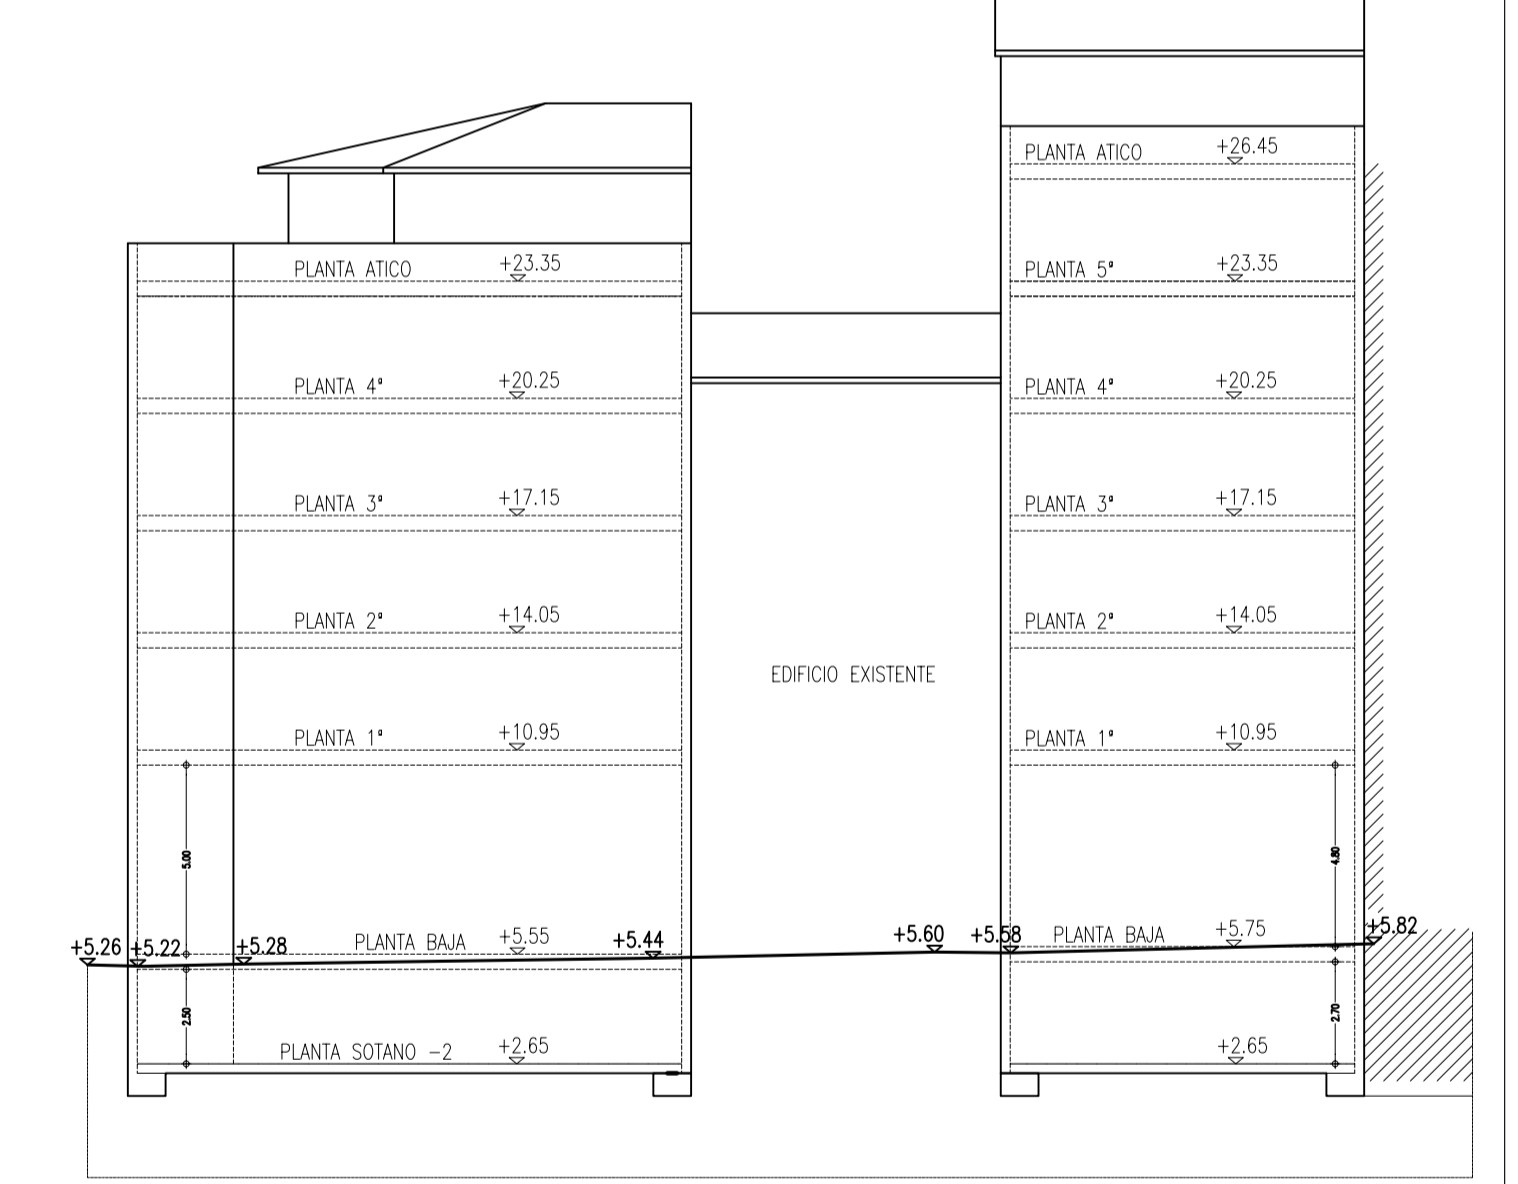 PLANTA ATICO +26.45
PLANTA ATICO +23.35
PLANTA 5ª +23.35
PLANTA 4ª +20.25
PLANTA 4ª +20.25
PLANTA 3ª +17.15
PLANTA 3ª +17.15
PLANTA 2ª +14.05
PLANTA 2ª +14.05
EDIFICIO EXISTENTE
PLANTA 1ª +10.95
PLANTA 1ª +10.95
5.00
4.80
+5.26 +5.22 +5.28 PLANTA BAJA +5.55 +5.44
+5.60 +5.58 PLANTA BAJA +5.75 +5.82
2.50
2.70
PLANTA SOTANO -2 +2.65
+2.65